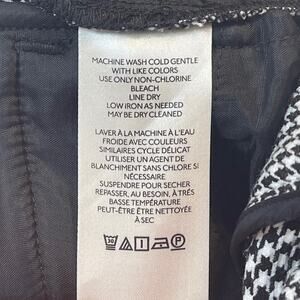 MACHINE WASH COLD GENTLE
WITH LIKE COLORS
USE ONLY NON-CHLORINE
BLEACH
LINE DRY
LOW IRON AS NEEDED
MAY BE DRY CLEANED
LAVER À LA MACHINE À L'EAU
FROIDE AVEC COULEURS
SIMILAIRES CYCLE DÉLICAT
UTILISER UN AGENT DE
BLANCHIMENT SANS CHLORE SI
NÉCESSAIRE
SUSPENDRE POUR SÉCHER
REPASSER, AU BESOIN, À TRÈS
BASSE TEMPÉRATURE
PEUT-ÊTRE ÊTRE NETTOYÉE
À SEC
30 P